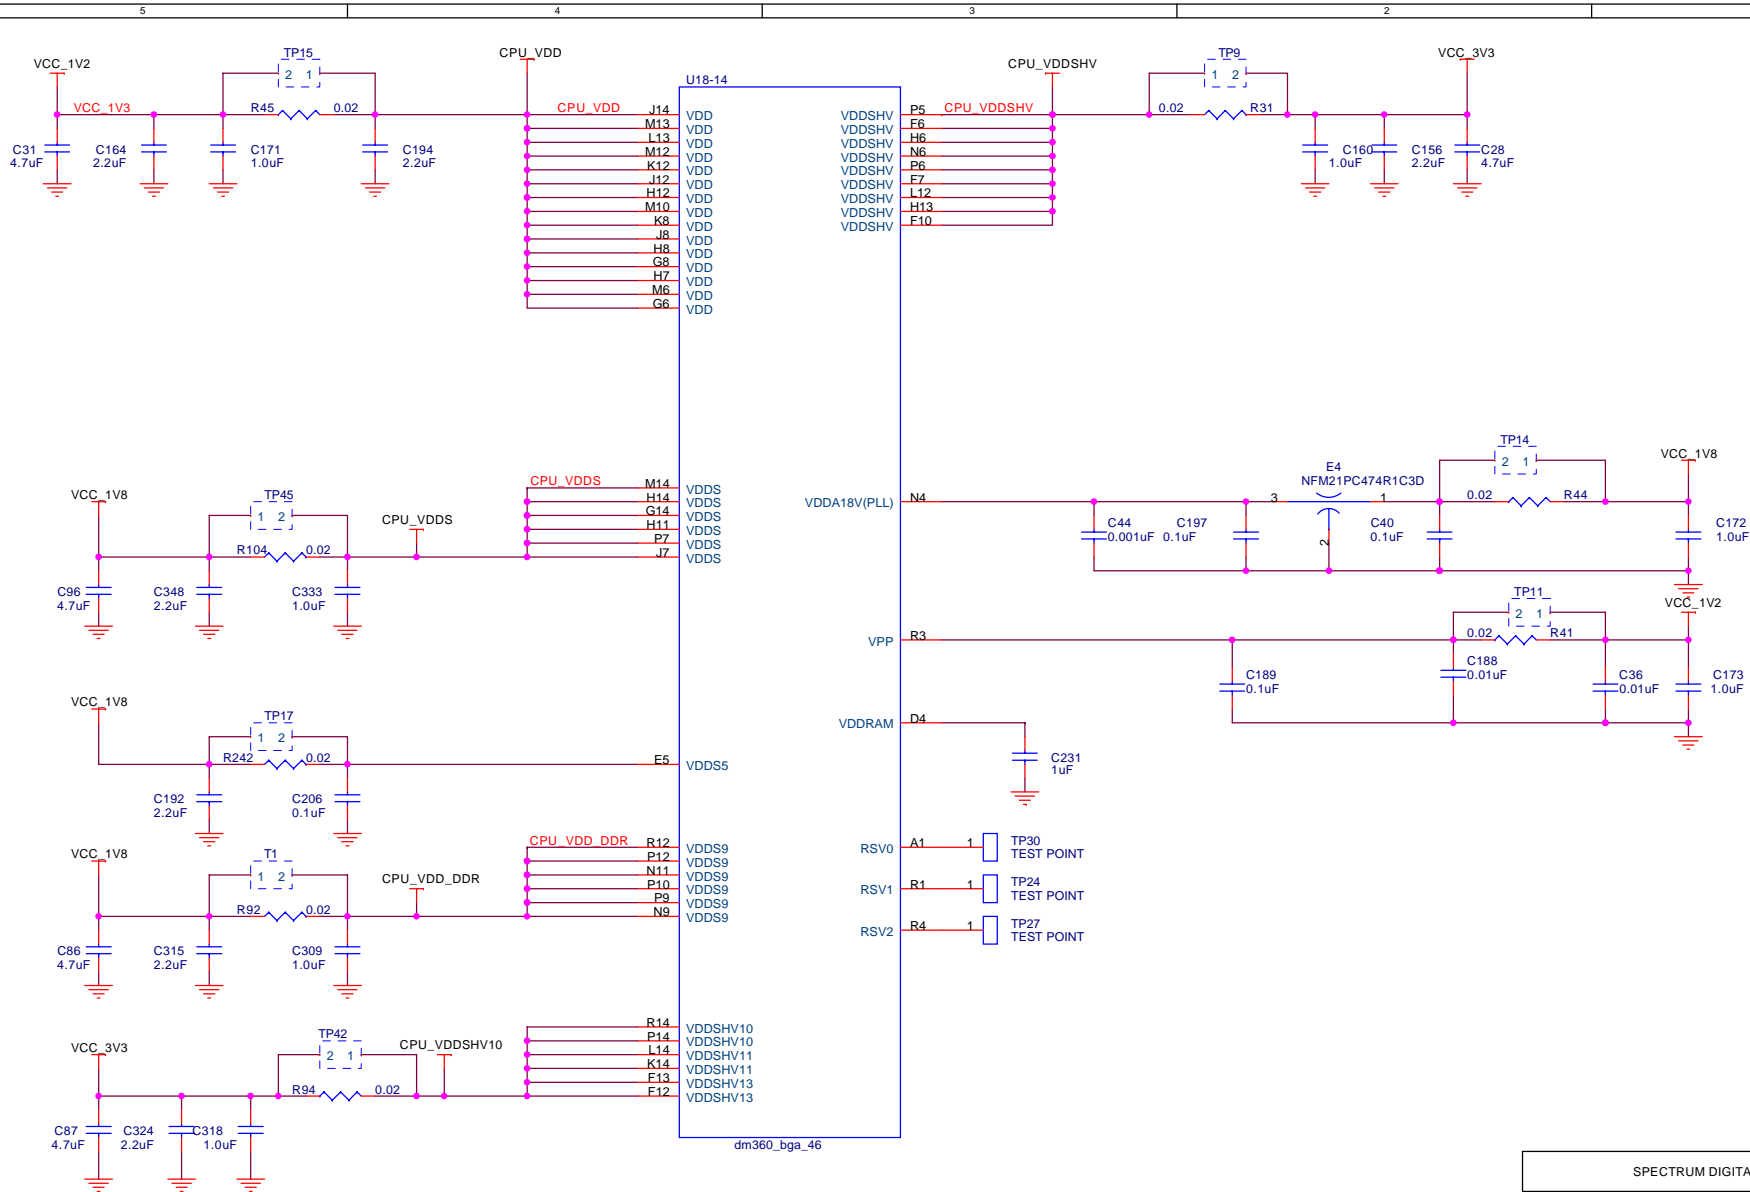 5 4 3 2
VCC_1V2
TP15
2 1
CPU_VDD
VCC_1V3
R45 0.02
CPU_VDD
C31
4.7uF
C164
2.2uF
C171
1.0uF
C194
2.2uF
U18-14
J14 VDD
M13 VDD
L13 VDD
M12 VDD
K12 VDD
J12 VDD
H12 VDD
M10 VDD
K8 VDD
J8 VDD
H8 VDD
G8 VDD
H7 VDD
M6 VDD
G6 VDD
CPU_VDDSHV
TP9
1 2
VCC_3V3
CPU_VDDSHV
0.02 R31
VDDSHV P5
VDDSHV F6
VDDSHV H6
VDDSHV N6
VDDSHV P6
VDDSHV F7
VDDSHV L12
VDDSHV H13
VDDSHV F10
C160
1.0uF
C156
2.2uF
C28
4.7uF
VCC_1V8
TP45
1 2
CPU_VDDS
CPU_VDDS
R104 0.02
M14 VDDS
H14 VDDS
G14 VDDS
H11 VDDS
P7 VDDS
J7 VDDS
C96
4.7uF
C348
2.2uF
C333
1.0uF
VDDA18V(PLL) N4
E4
NFM21PC474R1C3D
3 1
2
TP14
2 1
VCC_1V8
0.02 R44
C44
0.001uF
C197
0.1uF
C40
0.1uF
C172
1.0uF
TP11
2 1
VCC_1V2
VPP R3
0.02 R41
C189
0.1uF
C188
0.01uF
C36
0.01uF
C173
1.0uF
VCC_1V8
TP17
1 2
R242 0.02
E5 VDDS5
C192
2.2uF
C206
0.1uF
VDDRAM D4
C231
1uF
VCC_1V8
T1
1 2
CPU_VDD_DDR
CPU_VDD_DDR
R92 0.02
R12 VDDS9
P12 VDDS9
N11 VDDS9
P10 VDDS9
P9 VDDS9
N9 VDDS9
C86
4.7uF
C315
2.2uF
C309
1.0uF
RSV0 A1 1 TP30
TEST POINT
RSV1 R1 1 TP24
TEST POINT
RSV2 R4 1 TP27
TEST POINT
VCC_3V3
TP42
2 1
CPU_VDDSHV10
R94 0.02
R14 VDDSHV10
P14 VDDSHV10
L14 VDDSHV11
K14 VDDSHV11
F13 VDDSHV13
F12 VDDSHV13
C87
4.7uF
C324
2.2uF
C318
1.0uF
dm360_bga_46
SPECTRUM DIGITA